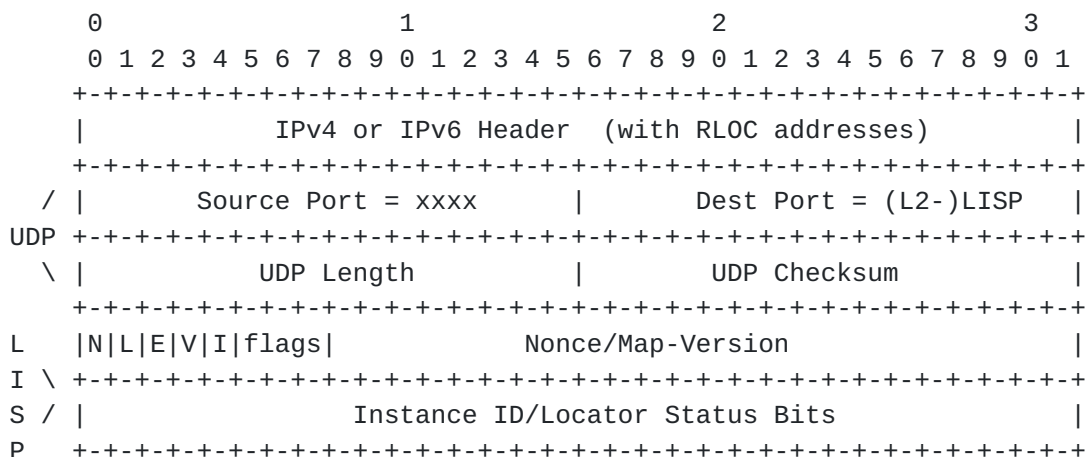 0                   1                   2                   3
     0 1 2 3 4 5 6 7 8 9 0 1 2 3 4 5 6 7 8 9 0 1 2 3 4 5 6 7 8 9 0 1
    +-+-+-+-+-+-+-+-+-+-+-+-+-+-+-+-+-+-+-+-+-+-+-+-+-+-+-+-+-+-+-+-+
    |            IPv4 or IPv6 Header  (with RLOC addresses)         |
    +-+-+-+-+-+-+-+-+-+-+-+-+-+-+-+-+-+-+-+-+-+-+-+-+-+-+-+-+-+-+-+-+
  / |       Source Port = xxxx      |       Dest Port = (L2-)LISP   |
UDP +-+-+-+-+-+-+-+-+-+-+-+-+-+-+-+-+-+-+-+-+-+-+-+-+-+-+-+-+-+-+-+-+
  \ |           UDP Length          |        UDP Checksum           |
    +-+-+-+-+-+-+-+-+-+-+-+-+-+-+-+-+-+-+-+-+-+-+-+-+-+-+-+-+-+-+-+-+
L   |N|L|E|V|I|flags|            Nonce/Map-Version                  |
I \ +-+-+-+-+-+-+-+-+-+-+-+-+-+-+-+-+-+-+-+-+-+-+-+-+-+-+-+-+-+-+-+-+
S / |                 Instance ID/Locator Status Bits               |
P   +-+-+-+-+-+-+-+-+-+-+-+-+-+-+-+-+-+-+-+-+-+-+-+-+-+-+-+-+-+-+-+-+